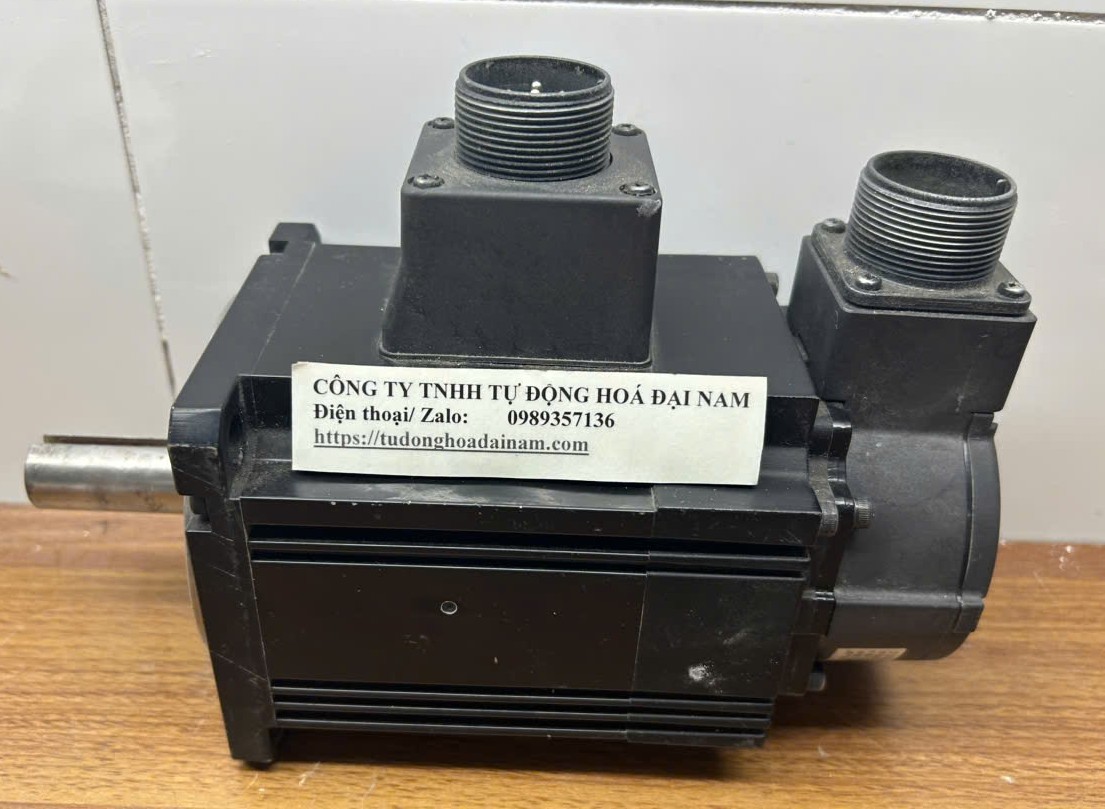 CÔNG TY TNHH TỰ ĐỘNG HOÁ ĐẠI NAM
Điện thoại/ Zalo: 0989357136
https://tudonghoadainam.com